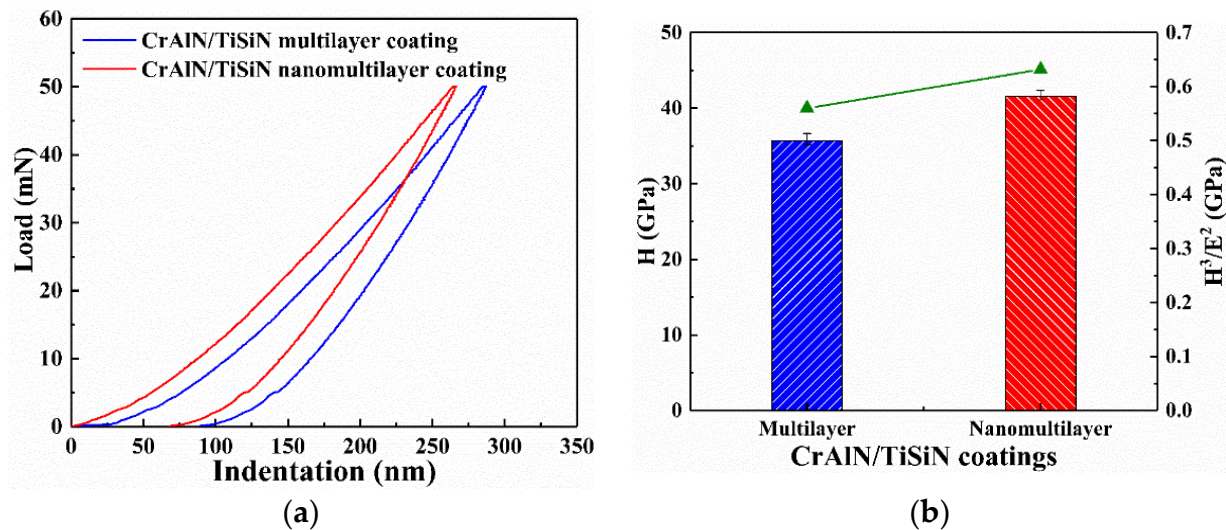 60
50
40
30
20
10
0
Load (mN)
CrAlN/TiSiN multilayer coating
CrAlN/TiSiN nanomultilayer coating
0 50 100 150 200 250 300 350
Indentation (nm)
(a)
50
40
30
20
10
0
H (GPa)
0.7
0.6
0.5
0.4
0.3
0.2
0.1
0.0
H³/E² (GPa)
Multilayer Nanomultilayer
CrAlN/TiSiN coatings
(b)